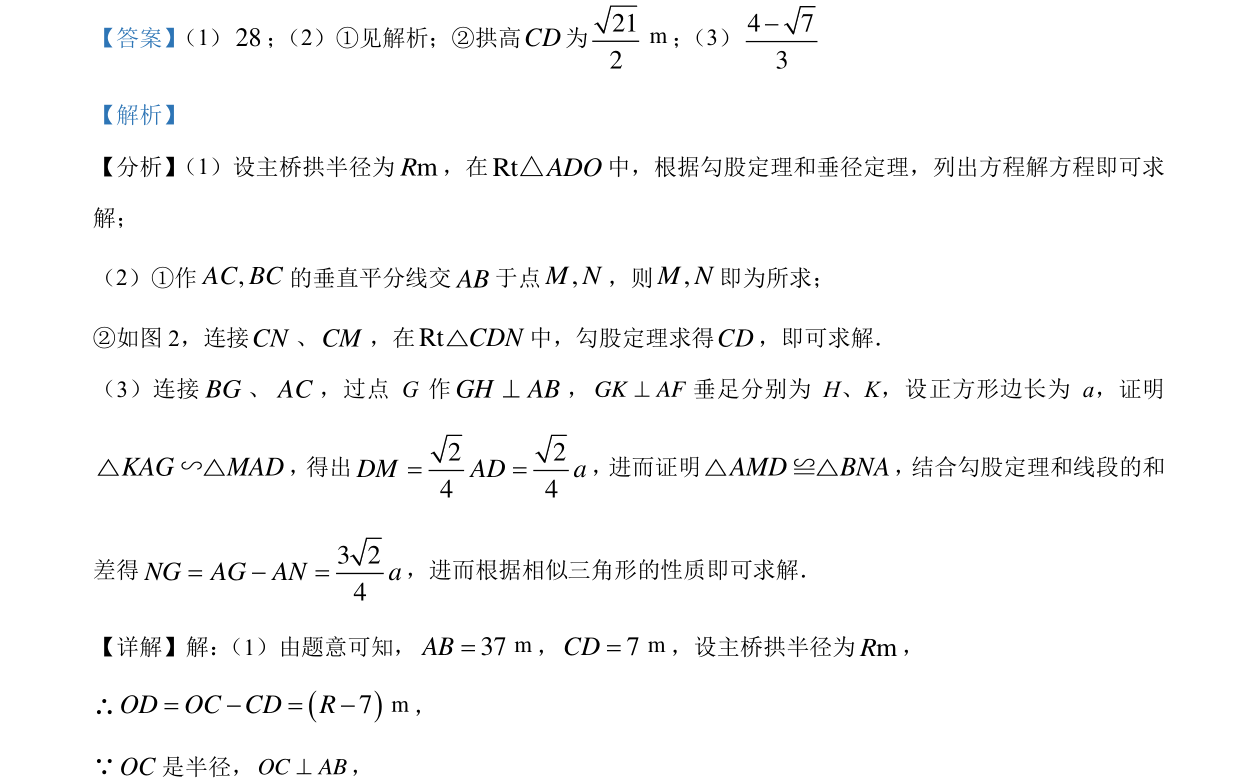 【答案】（1）28；（2）①见解析；②拱高CD为√21/2 m；（3）(4−√7)/3
【解析】
【分析】（1）设主桥拱半径为Rm，在Rt△ADO中，根据勾股定理和垂径定理，列出方程解方程即可求
解；
（2）①作AC,BC的垂直平分线交AB于点M,N，则M,N即为所求；
②如图2，连接CN、CM，在Rt△CDN中，勾股定理求得CD，即可求解．
（3）连接BG、AC，过点G作GH⊥AB，GK⊥AF垂足分别为H、K，设正方形边长为a，证明
△KAG∽△MAD，得出DM=√2/4 AD=√2/4 a，进而证明△AMD≌△BNA，结合勾股定理和线段的和
差得NG=AG−AN=3√2/4 a，进而根据相似三角形的性质即可求解．
【详解】解：（1）由题意可知，AB=37 m，CD=7 m，设主桥拱半径为Rm，
∴OD=OC−CD=(R−7) m，
∵OC是半径，OC⊥AB，